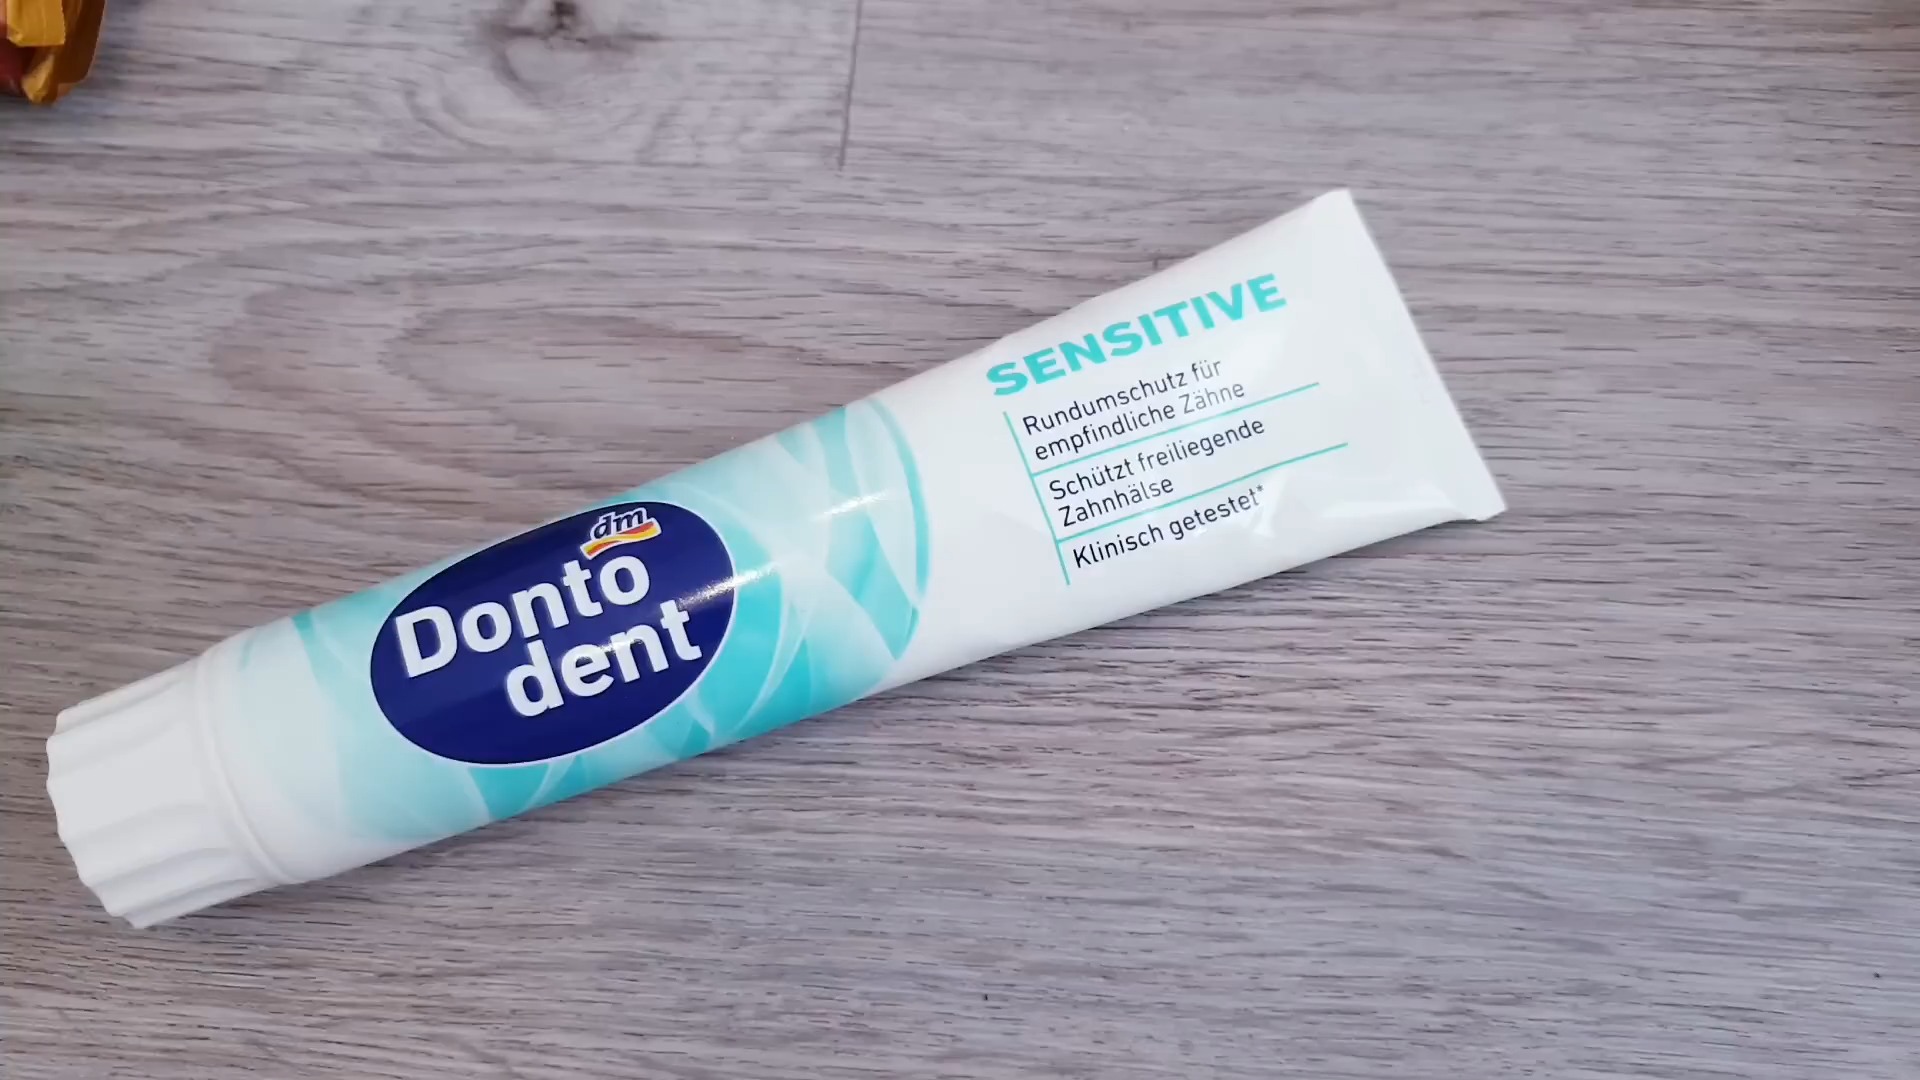 dm
Donto
dent
SENSITIVE
Rundumschutz für
empfindliche Zähne
Schützt freiliegende
Zahnhälse
Klinisch getestet*